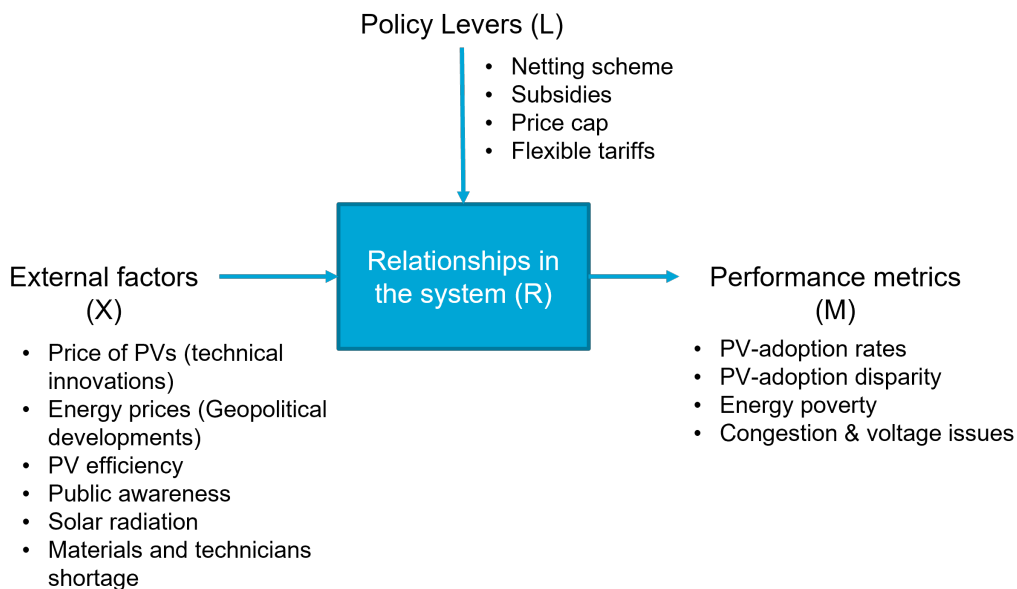 Policy Levers (L)
• Netting scheme
• Subsidies
• Price cap
• Flexible tariffs
Relationships in
the system (R)
External factors
(X)
• Price of PVs (technical
innovations)
• Energy prices (Geopolitical
developments)
• PV efficiency
• Public awareness
• Solar radiation
• Materials and technicians
shortage
Performance metrics
(M)
• PV-adoption rates
• PV-adoption disparity
• Energy poverty
• Congestion & voltage issues